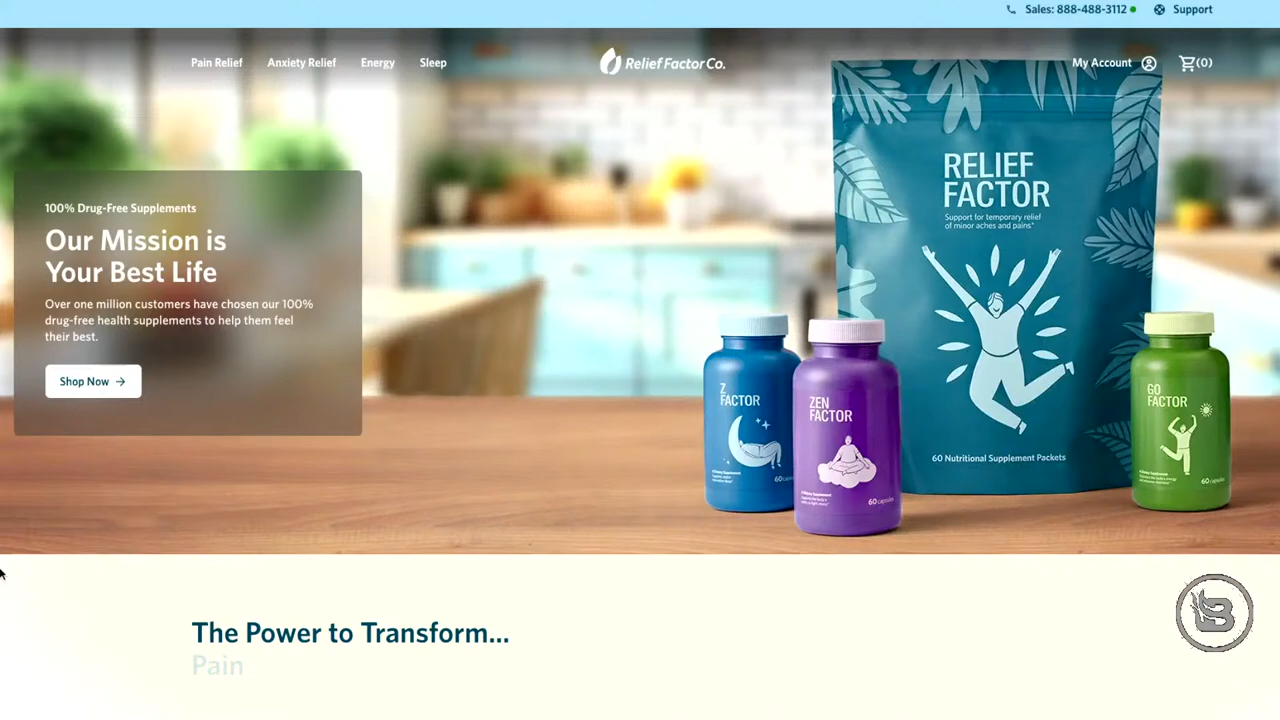 Sales: 888-488-3112
Support
Pain Relief
Anxiety Relief
Energy
Sleep
Relief Factor Co.
My Account
(0)
100% Drug-Free Supplements
Our Mission is
Your Best Life
Over one million customers have chosen our 100%
drug-free health supplements to help them feel
their best.
Shop Now →
RELIEF
FACTOR
Support for temporary relief
of minor aches and pains*
60 Nutritional Supplement Packets
Z
FACTOR
ZEN
FACTOR
60 capsules
GO
FACTOR
60 capsules
The Power to Transform...
Pain
B